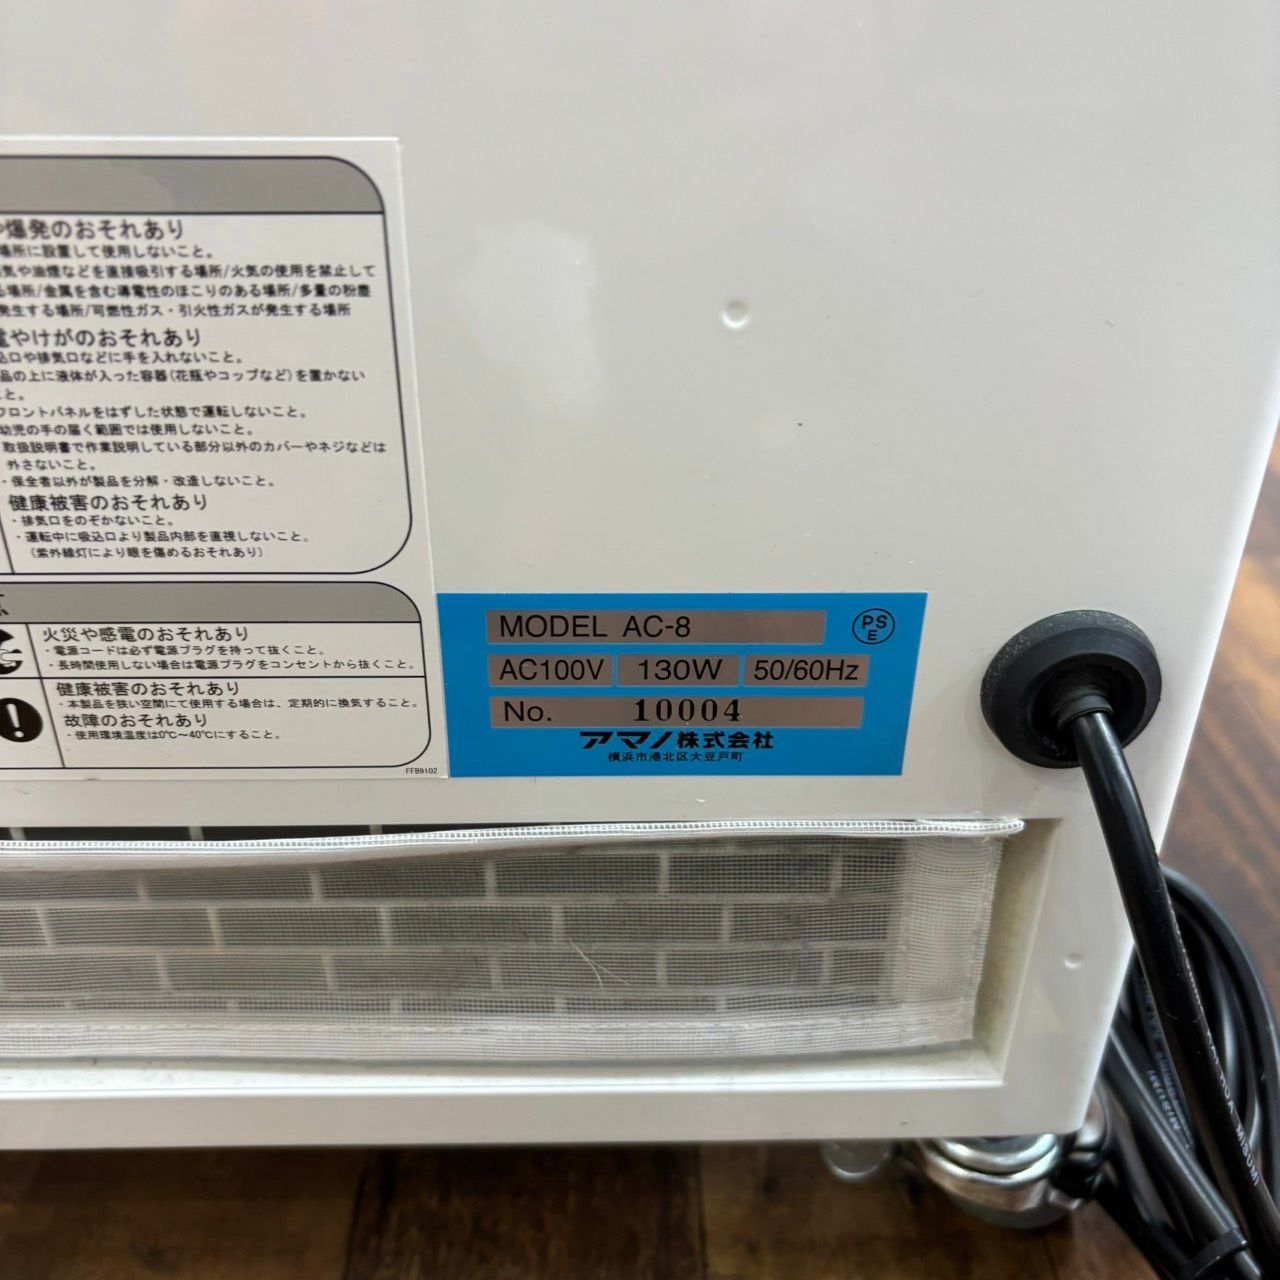 爆発のおそれあり
場所に設置して使用しないこと。
気や油煙などを直接吸引する場所/火気の使用を禁止して
場所/金属を含む導電性のほこりのある場所/多量の粉塵
発生する場所/可燃性ガス・引火性ガスが発生する場所
電やけがのおそれあり
込口や排気口などに手を入れないこと。
品の上に液体が入った容器(花瓶やコップなど)を置かない
こと。
フロントパネルをはずした状態で運転しないこと。
幼児の手の届く範囲では使用しないこと。
取扱説明書で作業説明している部分以外のカバーやネジなどは
外さないこと。
・保全者以外が製品を分解・改造しないこと。
健康被害のおそれあり
・排気口をのぞかないこと。
・運転中に吸込口より製品内部を直視しないこと。
(紫外線灯により眼を傷めるおそれあり)
火災や感電のおそれあり
・電源コードは必ず電源プラグを持って抜くこと。
・長時間使用しない場合は電源プラグをコンセントから抜くこと。
健康被害のおそれあり
・本製品を狭い空間にて使用する場合は、定期的に換気すること。
故障のおそれあり
・使用環境温度は0℃〜40℃にすること。
FFB9102
MODEL AC-8
PSE
AC100V 130W 50/60Hz
No. 10004
アマノ株式会社
横浜市港北区大豆戸町
MISUMI